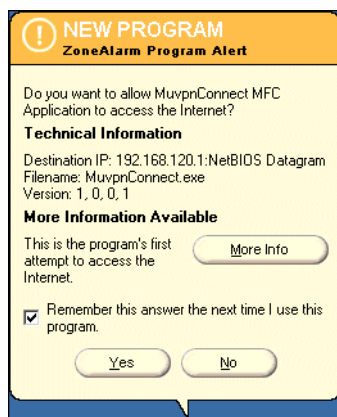 NEW PROGRAM
ZoneAlarm Program Alert
Do you want to allow MuvpnConnect MFC
Application to access the Internet?
Technical Information
Destination IP: 192.168.120.1:NetBIOS Datagram
Filename: MuvpnConnect.exe
Version: 1, 0, 0, 1
More Information Available
This is the program's first
attempt to access the
Internet.
More Info
Remember this answer the next time I use this
program.
Yes
No